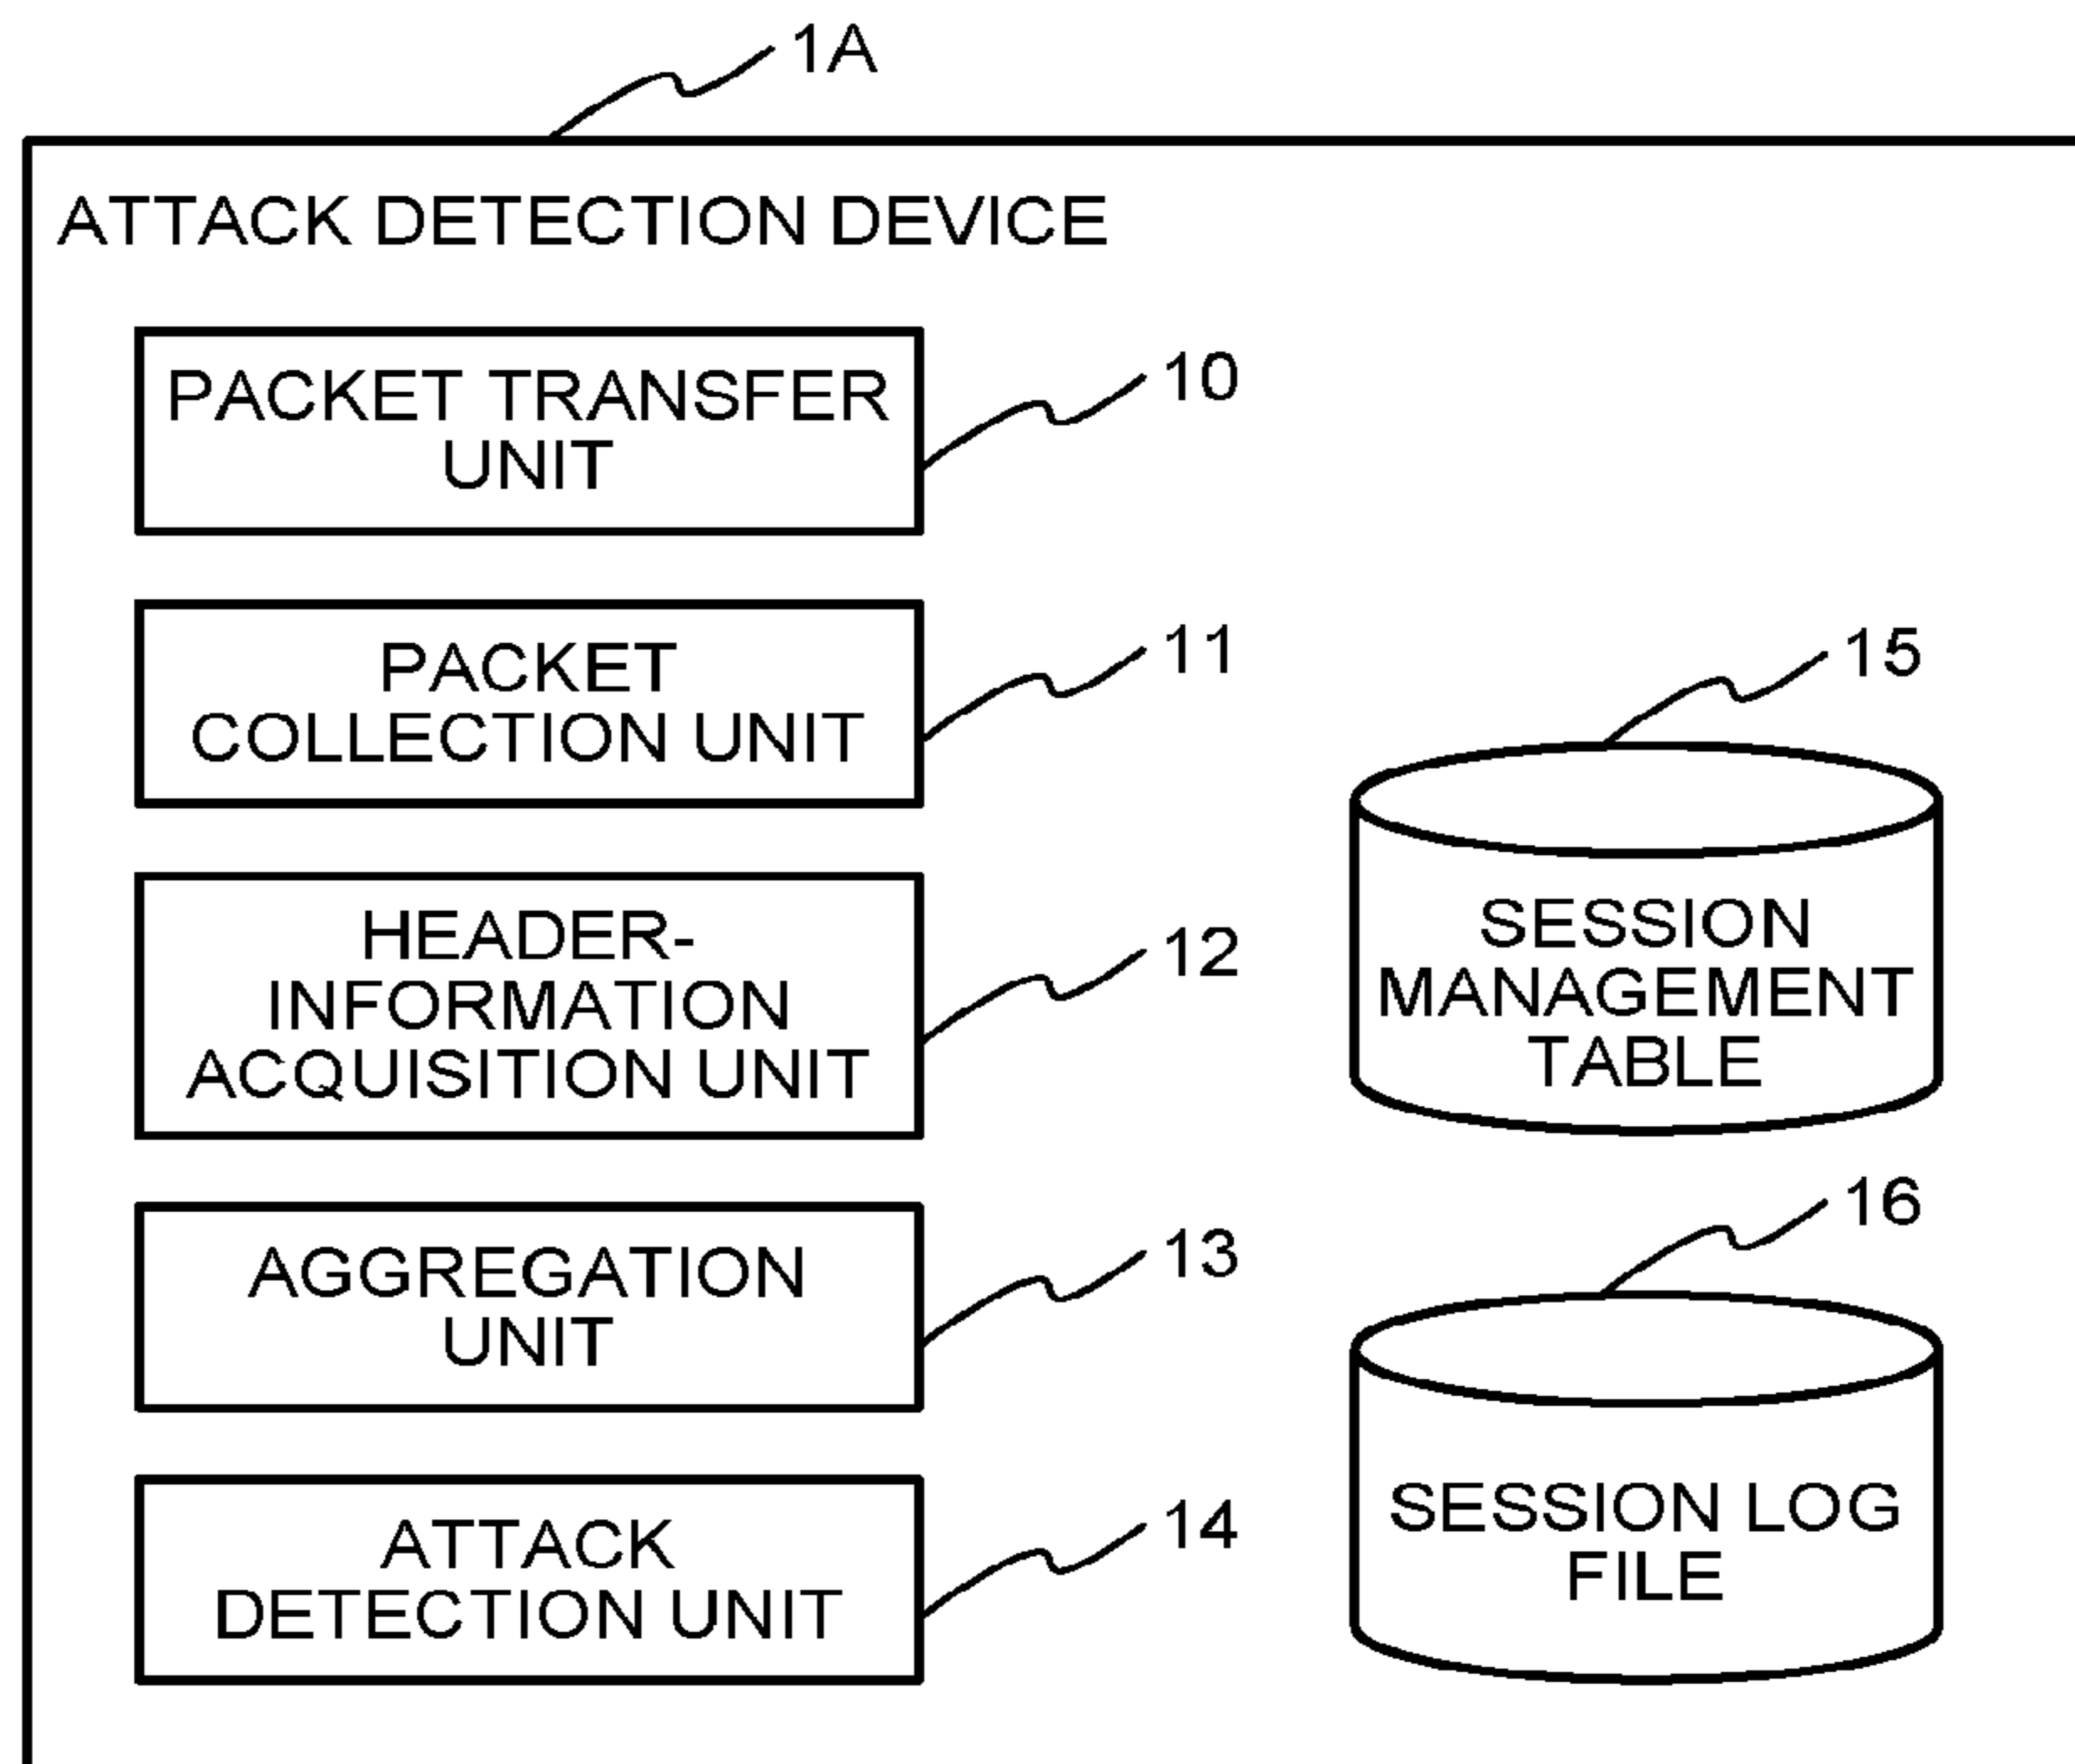 1A
ATTACK DETECTION DEVICE
PACKET TRANSFER
UNIT
10
PACKET
COLLECTION UNIT
11
HEADER-
INFORMATION
ACQUISITION UNIT
12
AGGREGATION
UNIT
13
ATTACK
DETECTION UNIT
14
15
SESSION
MANAGEMENT
TABLE
16
SESSION LOG
FILE